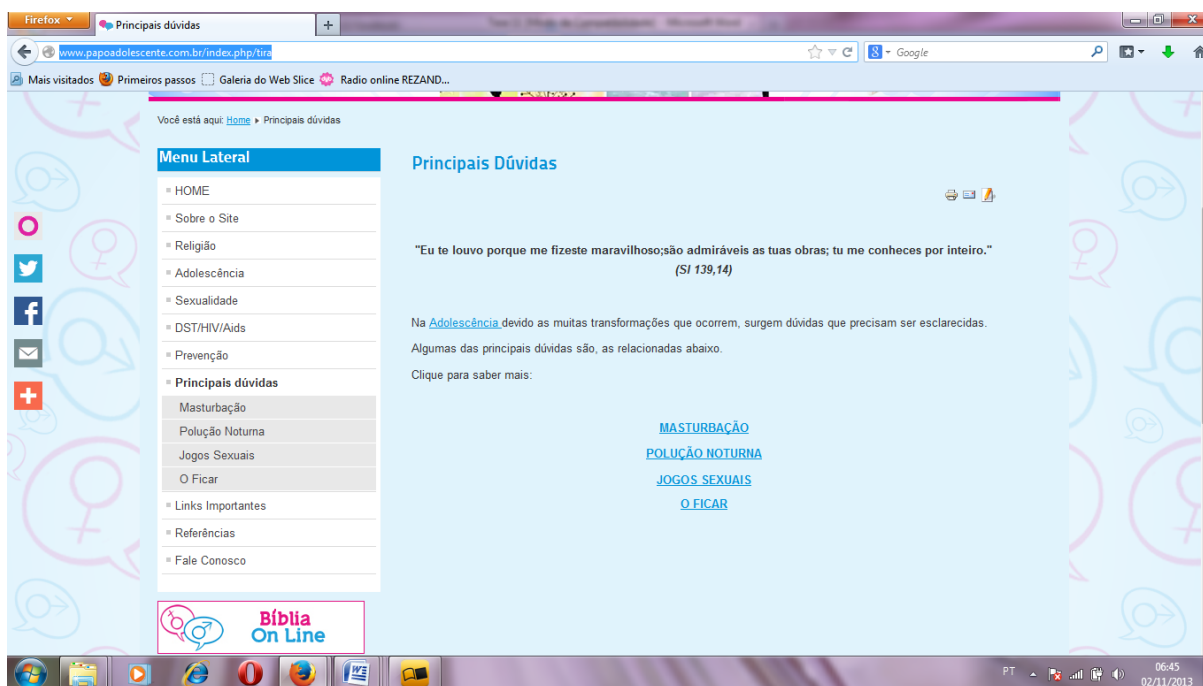 Firefox
Principais dúvidas
Microsoft Word
www.papoadolescente.com.br/index.php/tira
Google
Mais visitados
Primeiros passos
Galeria do Web Slice
Radio online REZAND...
Você está aqui: Home ▸ Principais dúvidas
Menu Lateral
HOME
Sobre o Site
Religião
Adolescência
Sexualidade
DST/HIV/Aids
Prevenção
Principais dúvidas
Masturbação
Polução Noturna
Jogos Sexuais
O Ficar
Links Importantes
Referências
Fale Conosco
Bíblia
On Line
Principais Dúvidas
"Eu te louvo porque me fizeste maravilhoso;são admiráveis as tuas obras; tu me conheces por inteiro."
(Sl 139,14)
Na Adolescência devido as muitas transformações que ocorrem, surgem dúvidas que precisam ser esclarecidas.
Algumas das principais dúvidas são, as relacionadas abaixo.
Clique para saber mais:
MASTURBAÇÃO
POLUÇÃO NOTURNA
JOGOS SEXUAIS
O FICAR
PT
06:45
02/11/2013